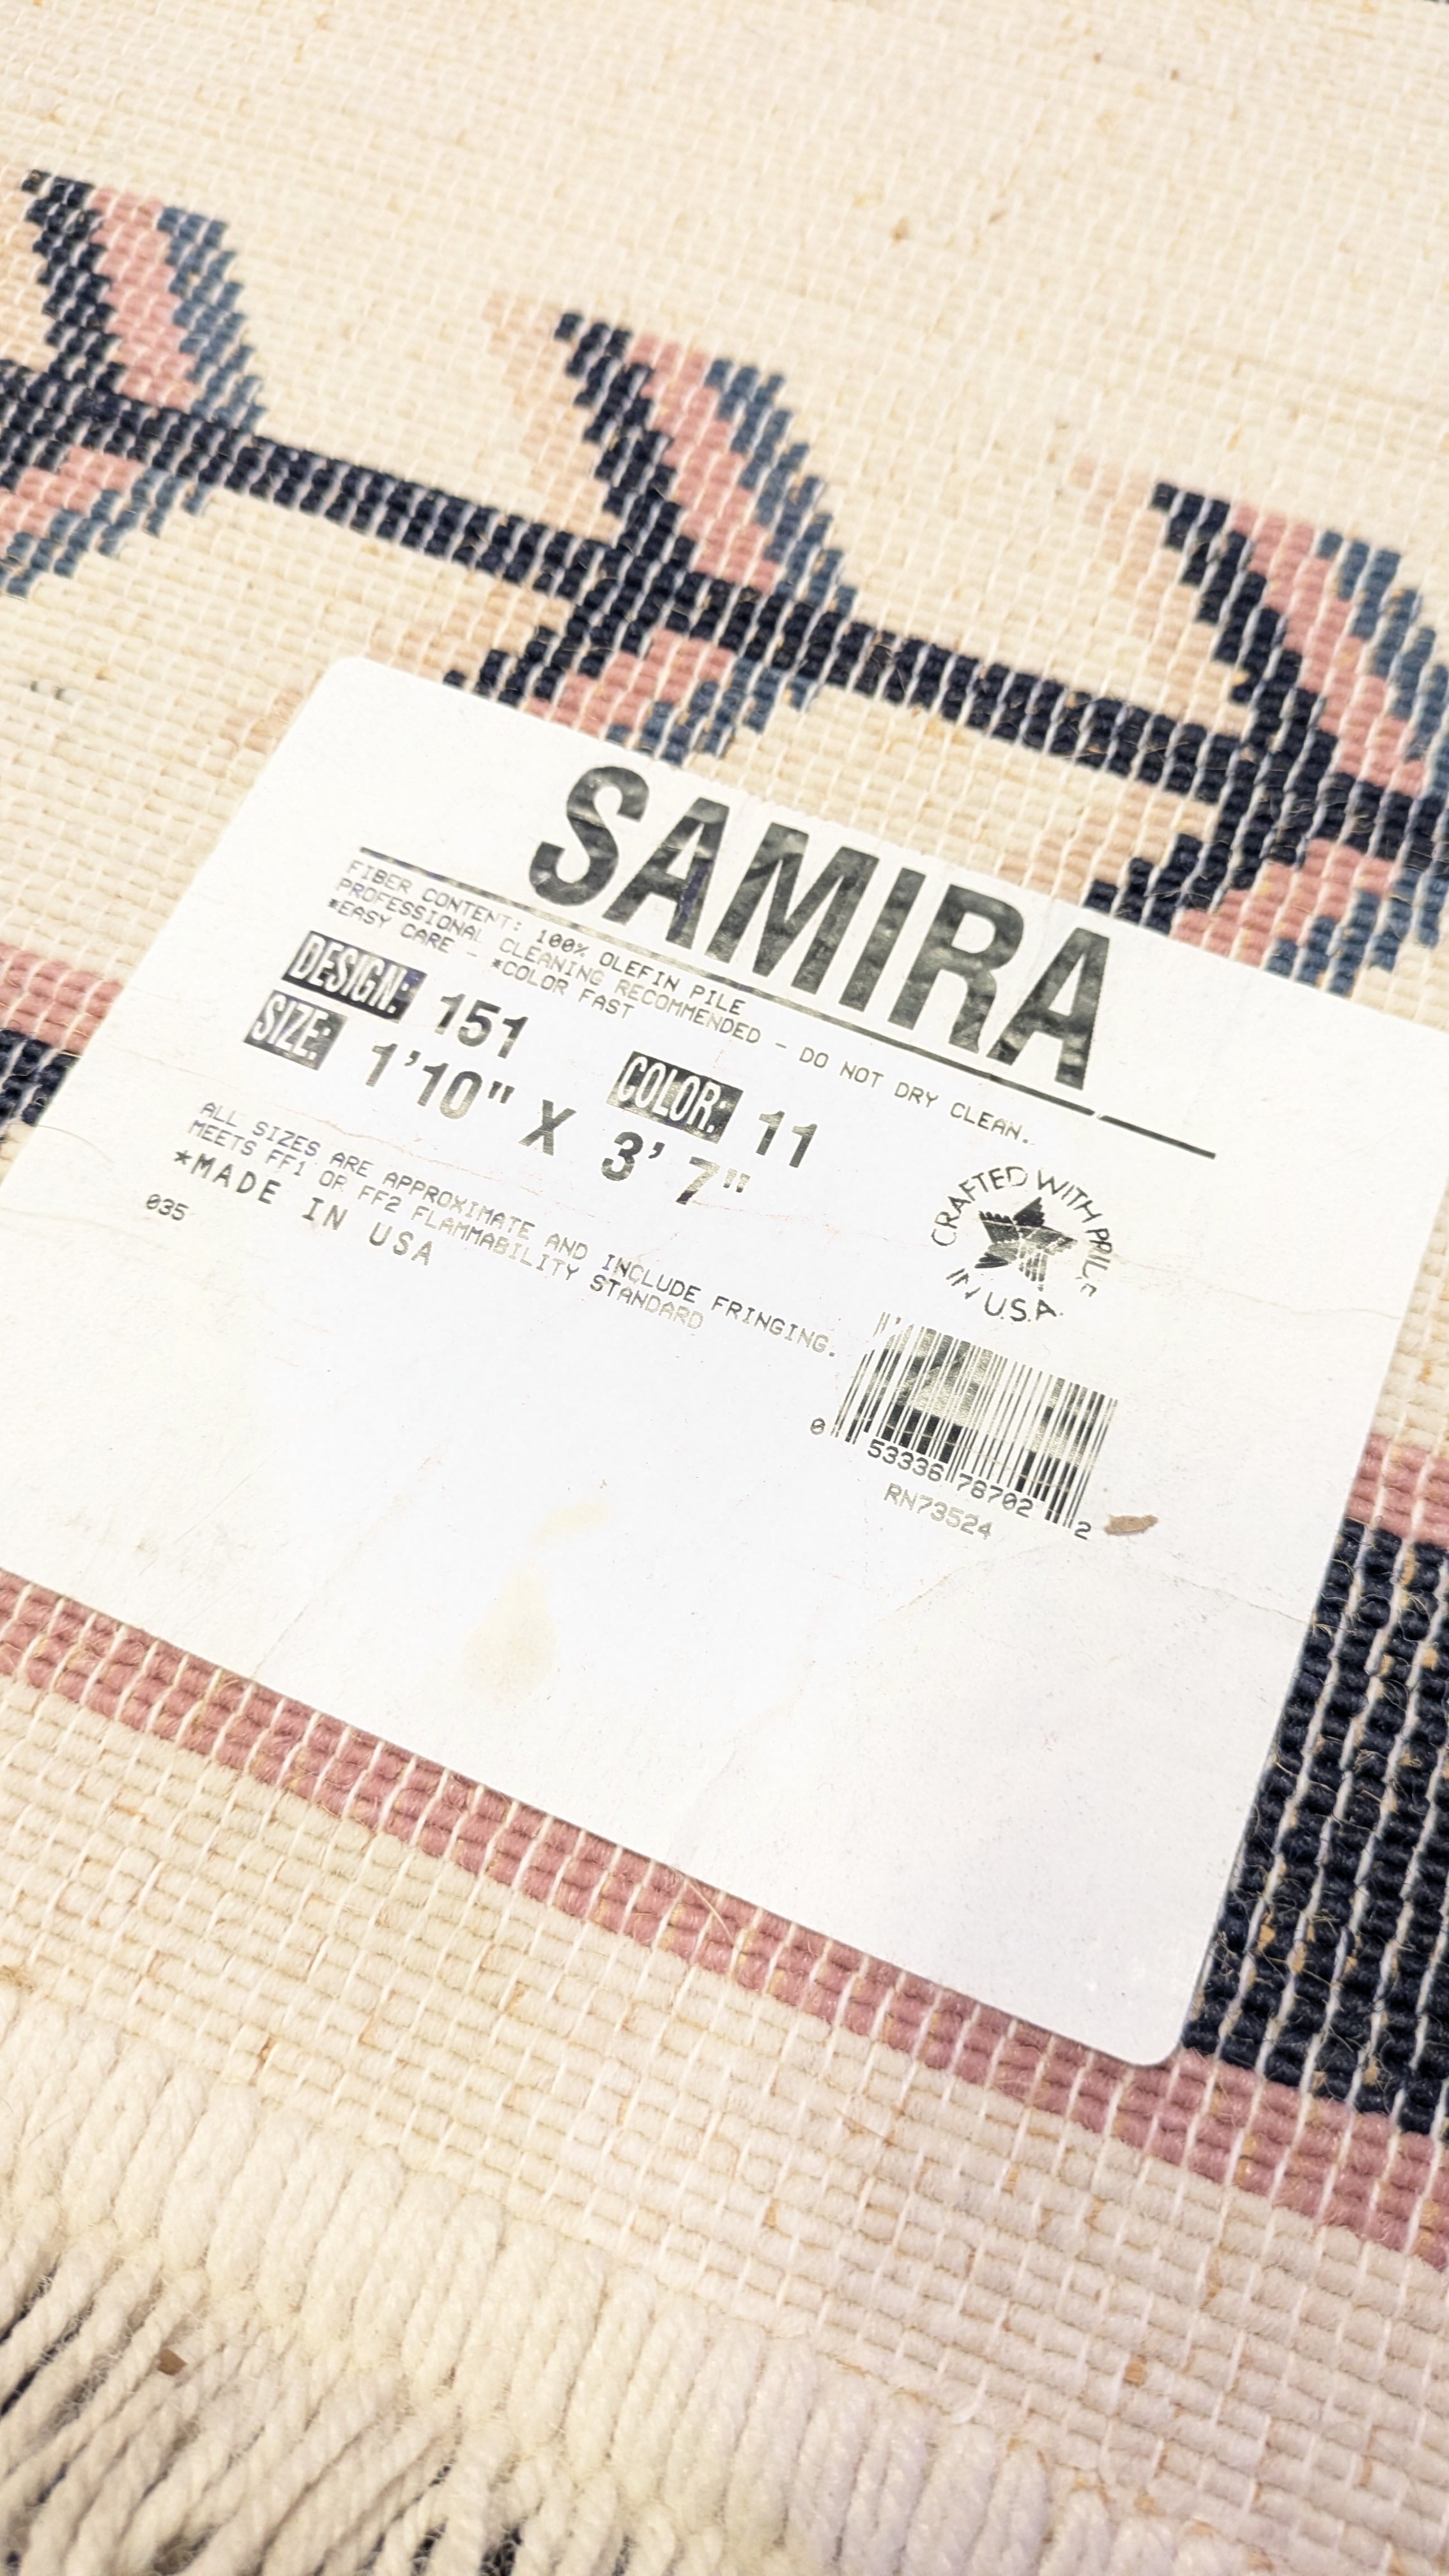 SAMIRA
FIBER CONTENT: 100% OLEFIN PILE
PROFESSIONAL CLEANING RECOMMENDED - DO NOT DRY CLEAN.
*EASY CARE - *COLOR FAST
DESIGN: 151 COLOR: 11
SIZE: 1'10" X 3' 7"
ALL SIZES ARE APPROXIMATE AND INCLUDE FRINGING.
MEETS FF1 OR FF2 FLAMMABILITY STANDARD
*MADE IN USA
035
CRAFTED WITH PRIDE
IN U.S.A.
0 53336 78702 2
RN73524